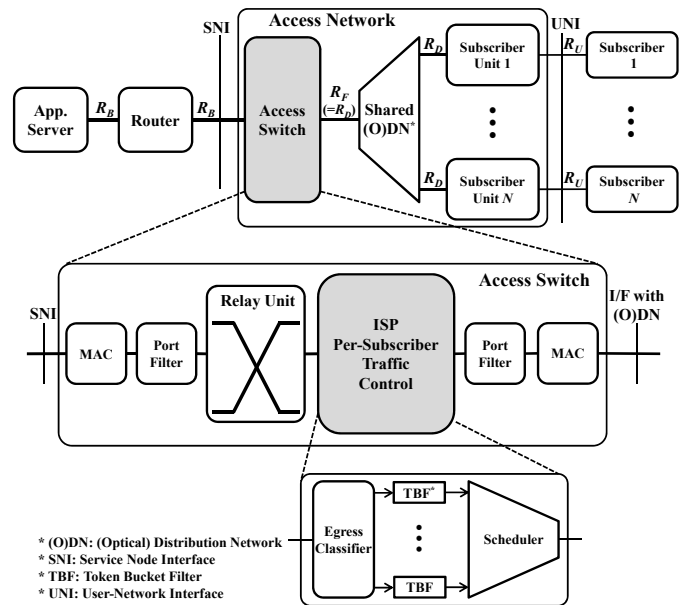 Access Network
SNI
UNI
App.
Server
R_B
Router
R_B
Access
Switch
R_F
(=R_D)
Shared
(O)DN*
R_D
Subscriber
Unit 1
R_U
Subscriber
1
R_D
Subscriber
Unit N
R_U
Subscriber
N
Access Switch
SNI
I/F with
(O)DN
MAC
Port
Filter
Relay Unit
ISP
Per-Subscriber
Traffic
Control
Port
Filter
MAC
Egress
Classifier
TBF*
TBF
Scheduler
* (O)DN: (Optical) Distribution Network
* SNI: Service Node Interface
* TBF: Token Bucket Filter
* UNI: User-Network Interface